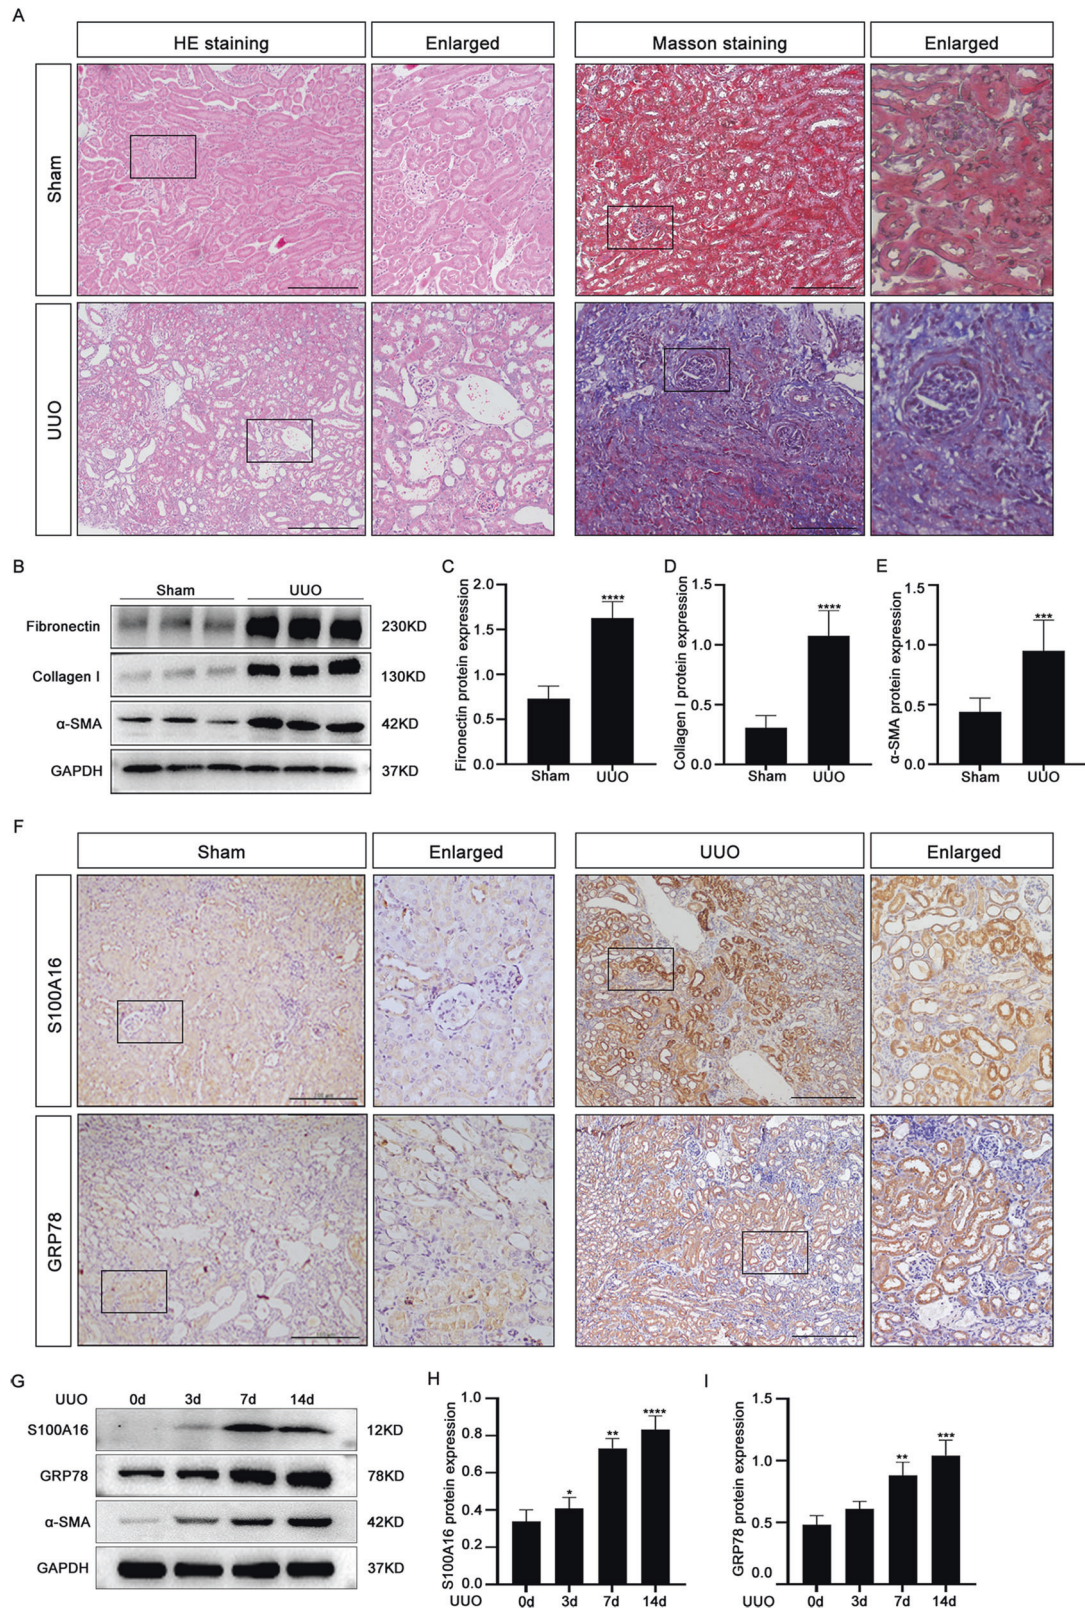 A
HE staining Enlarged Masson staining Enlarged
Sham
UUO
B
Sham UUO
Fibronectin 230KD
Collagen I 130KD
α-SMA 42KD
GAPDH 37KD
C
Fironectin protein expression
2.0
1.5
1.0
0.5
0.0
****
Sham UUO
D
Collagen I protein expression
1.5
1.0
0.5
0.0
****
Sham UUO
E
α-SMA protein expression
1.5
1.0
0.5
0.0
***
Sham UUO
F
Sham Enlarged UUO Enlarged
S100A16
GRP78
G
UUO 0d 3d 7d 14d
S100A16 12KD
GRP78 78KD
α-SMA 42KD
GAPDH 37KD
H
S100A16 protein expression
1.0
0.8
0.6
0.4
0.2
0.0
* ** ****
UUO 0d 3d 7d 14d
I
GRP78 protein expression
1.5
1.0
0.5
0.0
** ***
UUO 0d 3d 7d 14d